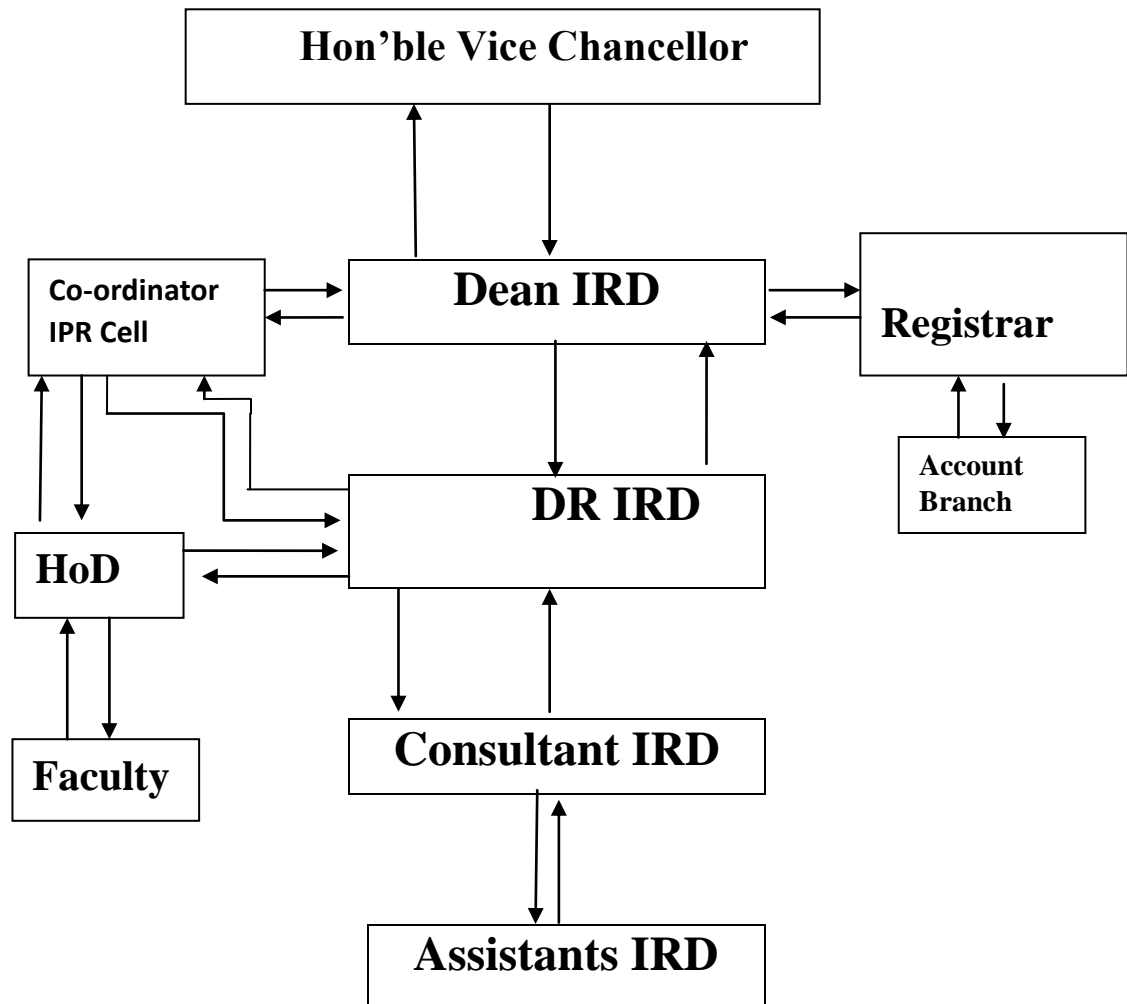 Hon’ble Vice Chancellor
Co-ordinator
IPR Cell
Dean IRD
Registrar
Account
Branch
DR IRD
HoD
Consultant IRD
Faculty
Assistants IRD